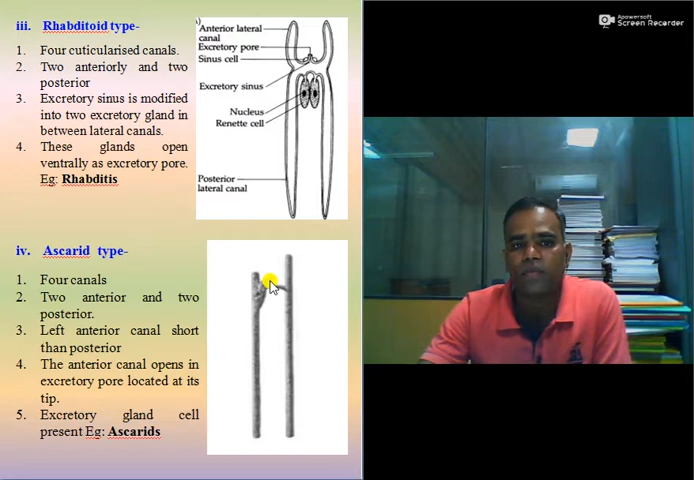 iii. Rhabditoid type-
1. Four cuticularised canals.
2. Two anteriorly and two
posterior
3. Excretory sinus is modified
into two excretory gland in
between lateral canals.
4. These glands open
ventrally as excretory pore.
Eg: Rhabditis
Anterior lateral
canal
Excretory pore
Sinus cell
Excretory sinus
Nucleus
Renette cell
Posterior
lateral canal
iv. Ascarid type-
1. Four canals
2. Two anterior and two
posterior.
3. Left anterior canal short
than posterior
4. The anterior canal opens in
excretory pore located at its
tip.
5. Excretory gland cell
present Eg: Ascarids
Apowersoft
Screen Recorder